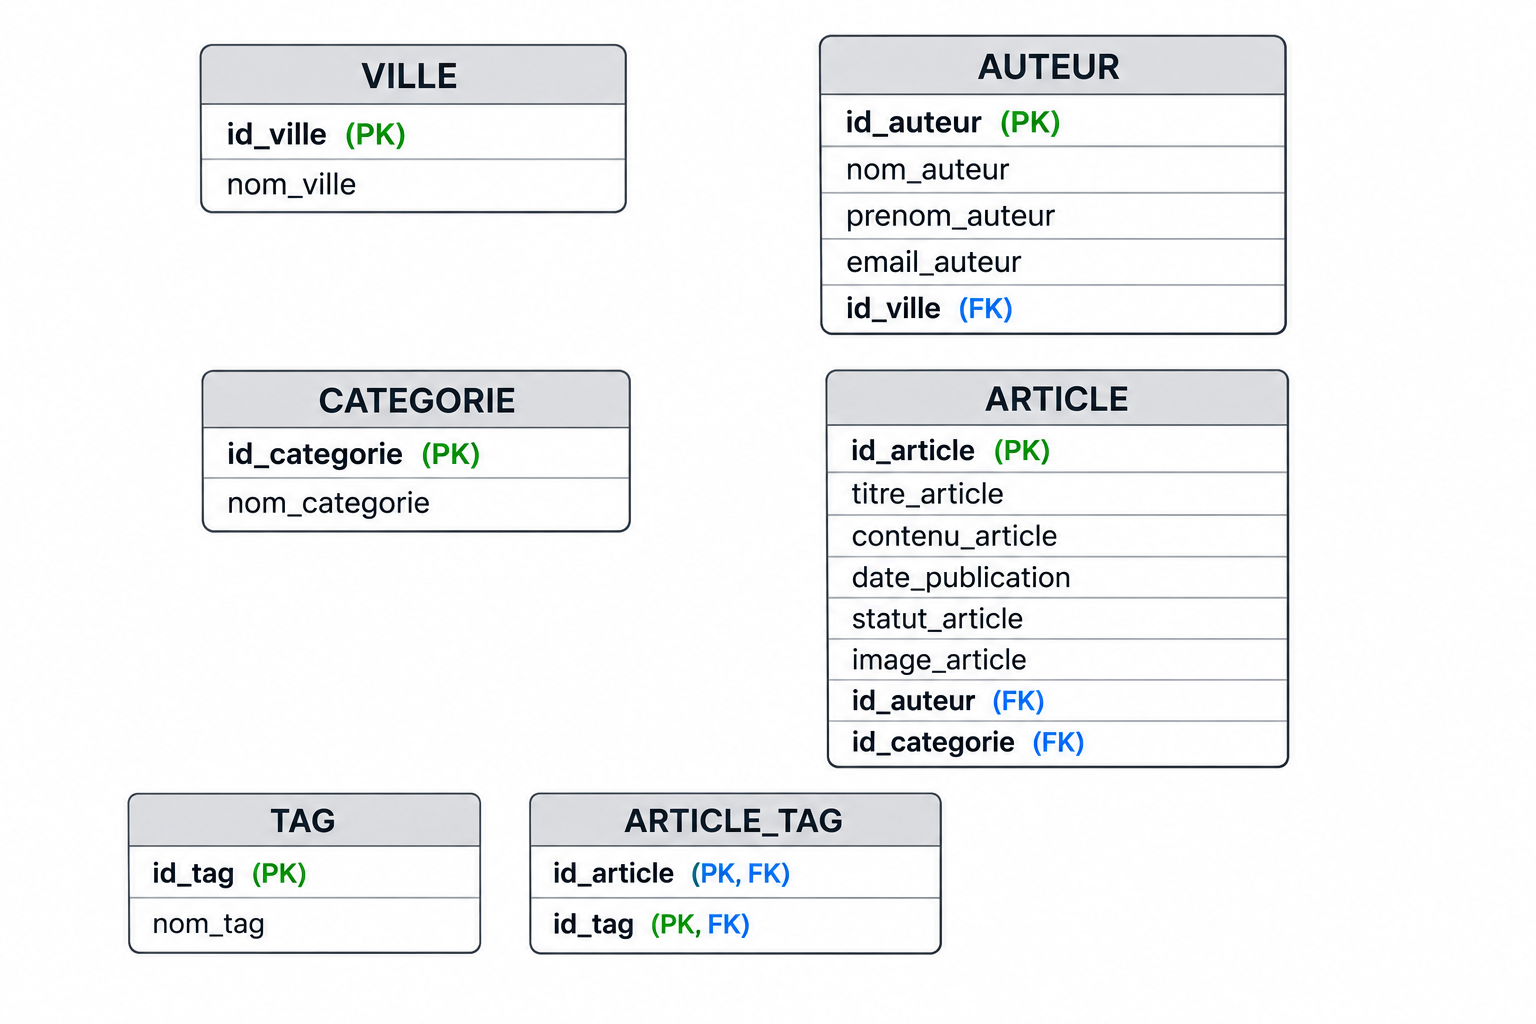 VILLE
id_ville (PK)
nom_ville
AUTEUR
id_auteur (PK)
nom_auteur
prenom_auteur
email_auteur
id_ville (FK)
CATEGORIE
id_categorie (PK)
nom_categorie
ARTICLE
id_article (PK)
titre_article
contenu_article
date_publication
statut_article
image_article
id_auteur (FK)
id_categorie (FK)
TAG
id_tag (PK)
nom_tag
ARTICLE_TAG
id_article (PK, FK)
id_tag (PK, FK)